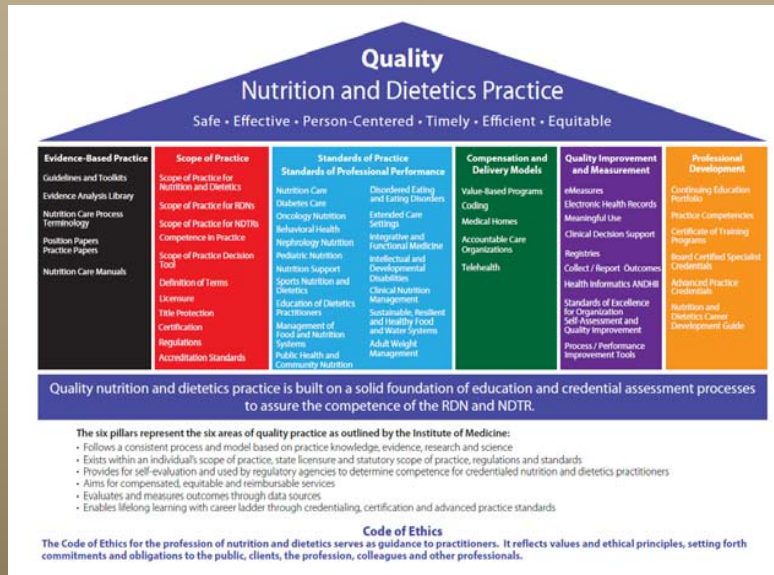 Quality
Nutrition and Dietetics Practice
Safe • Effective • Person-Centered • Timely • Efficient • Equitable
Evidence-Based Practice
Guidelines and Toolkits
Evidence Analysis Library
Nutrition Care Process
Terminology
Position Papers
Practice Papers
Nutrition Care Manuals
Scope of Practice
Scope of Practice for
Nutrition and Dietetics
Scope of Practice for RDNs
Scope of Practice for NDTRs
Competence in Practice
Scope of Practice Decision
Tool
Definition of Terms
Licensure
Title Protection
Certification
Regulations
Accreditation Standards
Standards of Practice
Standards of Professional Performance
Nutrition Care
Diabetes Care
Oncology Nutrition
Behavioral Health
Nephrology Nutrition
Pediatric Nutrition
Nutrition Support
Sports Nutrition and
Dietetics
Education of Dietetics
Practitioners
Management of
Food and Nutrition
Systems
Public Health and
Community Nutrition
Disordered Eating
and Eating Disorders
Extended Care
Settings
Integrative and
Functional Medicine
Intellectual and
Developmental
Disabilities
Clinical Nutrition
Management
Sustainable, Resilient
and Healthy Food
and Water Systems
Adult Weight
Management
Compensation and
Delivery Models
Value-Based Programs
Coding
Medical Homes
Accountable Care
Organizations
Telehealth
Quality Improvement
and Measurement
eMeasures
Electronic Health Records
Meaningful Use
Clinical Decision Support
Registries
Collect / Report Outcomes
Health Informatics ANDHII
Standards of Excellence
for Organization
Self-Assessment and
Quality Improvement
Process / Performance
Improvement Tools
Professional
Development
Continuing Education
Portfolio
Practice Competencies
Certificate of Training
Programs
Board Certified Specialist
Credentials
Advanced Practice
Credentials
Nutrition and
Dietetics Career
Development Guide
Quality nutrition and dietetics practice is built on a solid foundation of education and credential assessment processes
to assure the competence of the RDN and NDTR.
The six pillars represent the six areas of quality practice as outlined by the Institute of Medicine:
• Follows a consistent process and model based on practice knowledge, evidence, research and science
• Exists within an individual's scope of practice, state licensure and statutory scope of practice, regulations and standards
• Provides for self-evaluation and used by regulatory agencies to determine competence for credentialed nutrition and dietetics practitioners
• Aims for compensated, equitable and reimbursable services
• Evaluates and measures outcomes through data sources
• Enables lifelong learning with career ladder through credentialing, certification and advanced practice standards
Code of Ethics
The Code of Ethics for the profession of nutrition and dietetics serves as guidance to practitioners. It reflects values and ethical principles, setting forth
commitments and obligations to the public, clients, the profession, colleagues and other professionals.